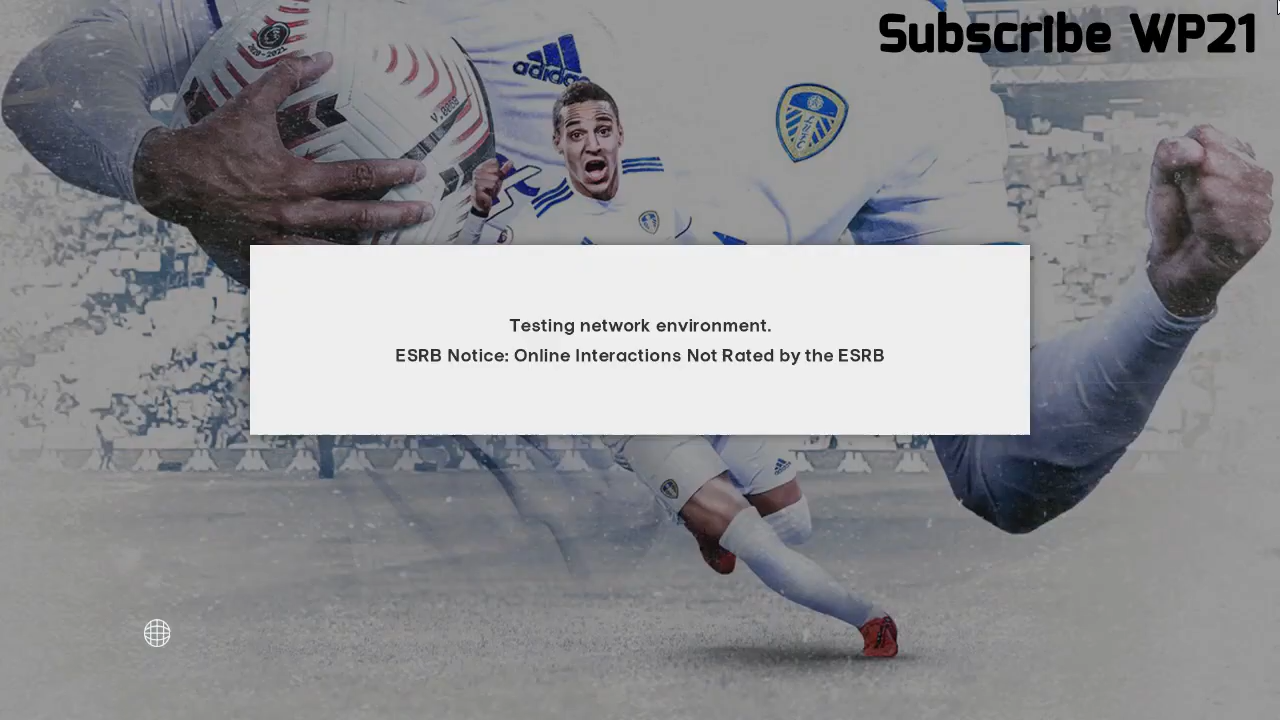 Subscribe WP21
adidas
Testing network environment.
ESRB Notice: Online Interactions Not Rated by the ESRB